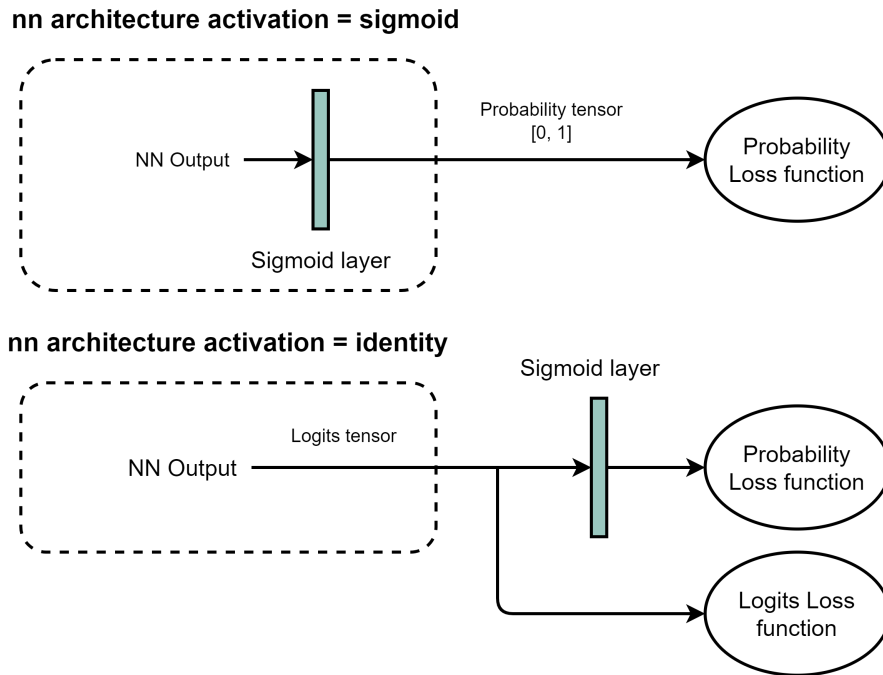 nn architecture activation = sigmoid
Probability tensor
[0, 1]
NN Output
Probability
Loss function
Sigmoid layer
nn architecture activation = identity
Sigmoid layer
Logits tensor
NN Output
Probability
Loss function
Logits Loss
function